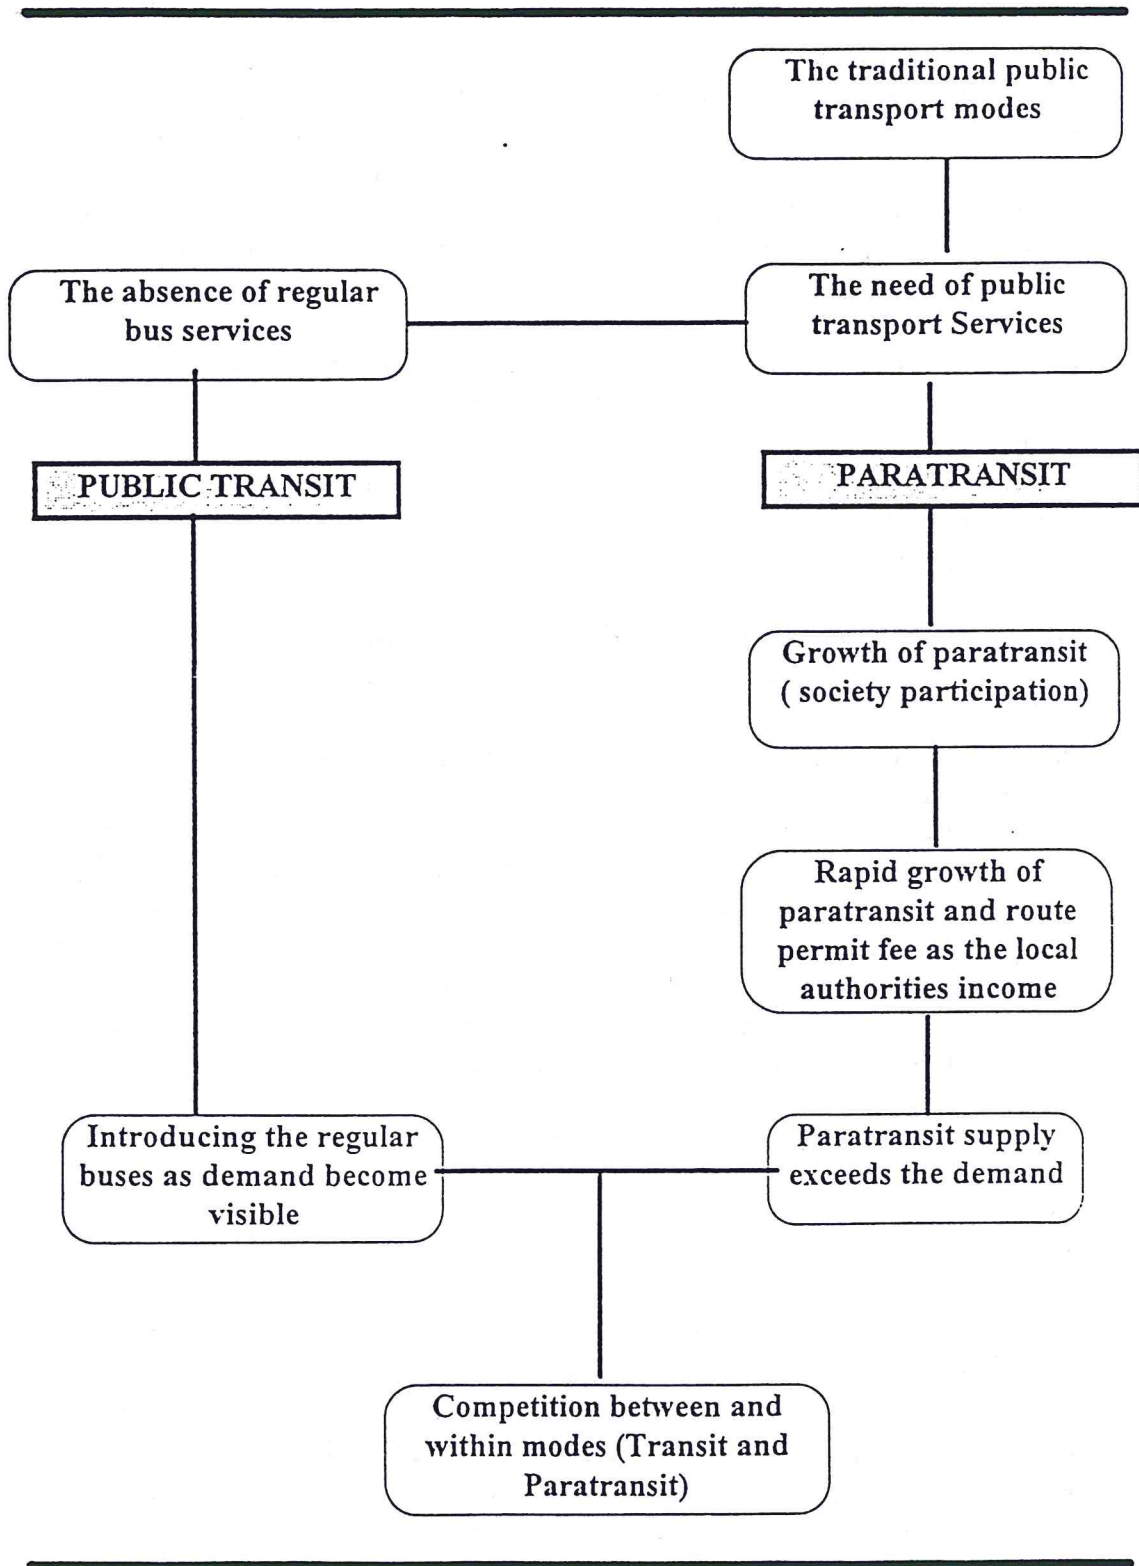 The traditional public
transport modes
The absence of regular
bus services
The need of public
transport Services
PUBLIC TRANSIT
PARATRANSIT
Growth of paratransit
( society participation)
Rapid growth of
paratransit and route
permit fee as the local
authorities income
Introducing the regular
buses as demand become
visible
Paratransit supply
exceeds the demand
Competition between and
within modes (Transit and
Paratransit)